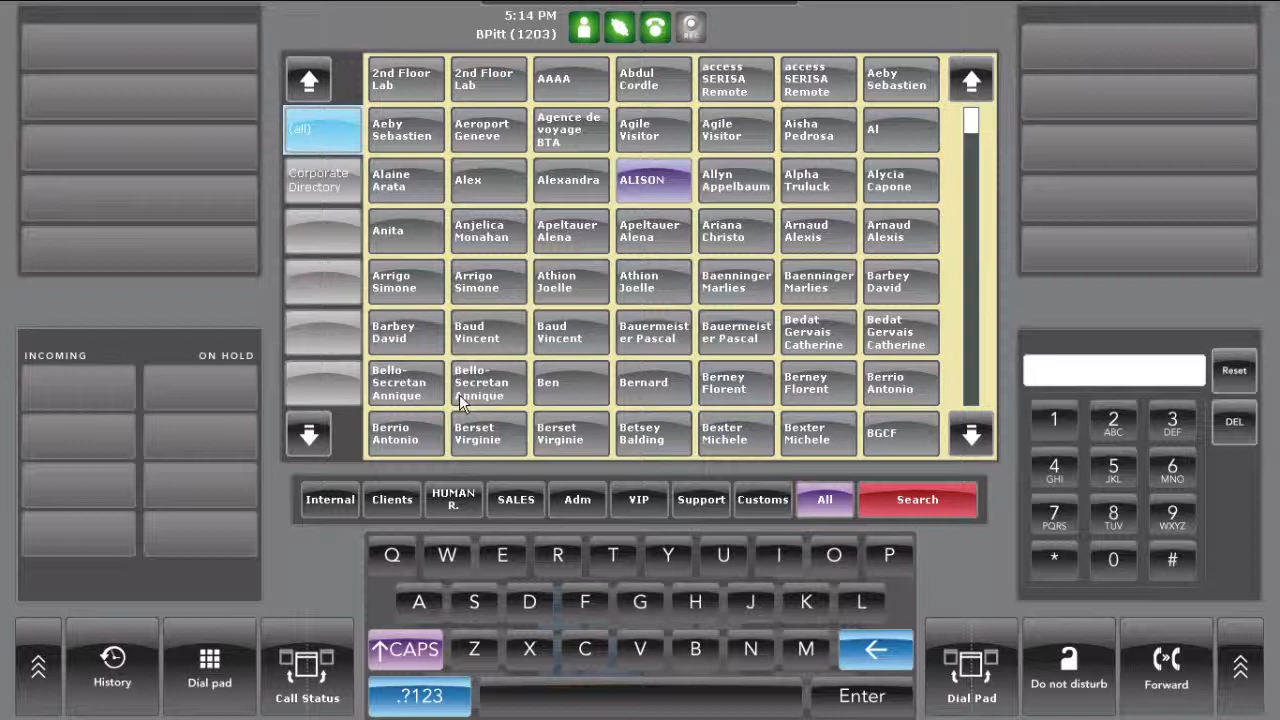 5:14 PM
BPitt (1203)
REC
(all)
Corporate
Directory
2nd Floor
Lab
2nd Floor
Lab
AAAA
Abdul
Cordle
access
SERISA
Remote
access
SERISA
Remote
Aeby
Sebastien
Aeby
Sebastien
Aeroport
Geneve
Agence de
voyage
BTA
Agile
Visitor
Agile
Visitor
Aisha
Pedrosa
Al
Alaine
Arata
Alex
Alexandra
ALISON
Allyn
Appelbaum
Alpha
Truluck
Alycia
Capone
Anita
Anjelica
Monahan
Apeltauer
Alena
Apeltauer
Alena
Ariana
Christo
Arnaud
Alexis
Arnaud
Alexis
Arrigo
Simone
Arrigo
Simone
Athion
Joelle
Athion
Joelle
Baenninger
Marlies
Baenninger
Marlies
Barbey
David
Barbey
David
Baud
Vincent
Baud
Vincent
Bauermeist
er Pascal
Bauermeist
er Pascal
Bedat
Gervais
Catherine
Bedat
Gervais
Catherine
Bello-
Secretan
Annique
Bello-
Secretan
Annique
Ben
Bernard
Berney
Florent
Berney
Florent
Berrio
Antonio
Berrio
Antonio
Berset
Virginie
Berset
Virginie
Betsey
Balding
Bexter
Michele
Bexter
Michele
BGCF
INCOMING ON HOLD
Internal Clients HUMAN
R. SALES Adm VIP Support Customs All Search
Reset
DEL
1 2 3
ABC DEF
4 5 6
GHI JKL MNO
7 8 9
PQRS TUV WXYZ
* 0 #
Q W E R T Y U I O P
A S D F G H J K L
CAPS Z X C V B N M
.?123 Enter
History
Dial pad
Call Status
Dial Pad
Do not disturb
Forward